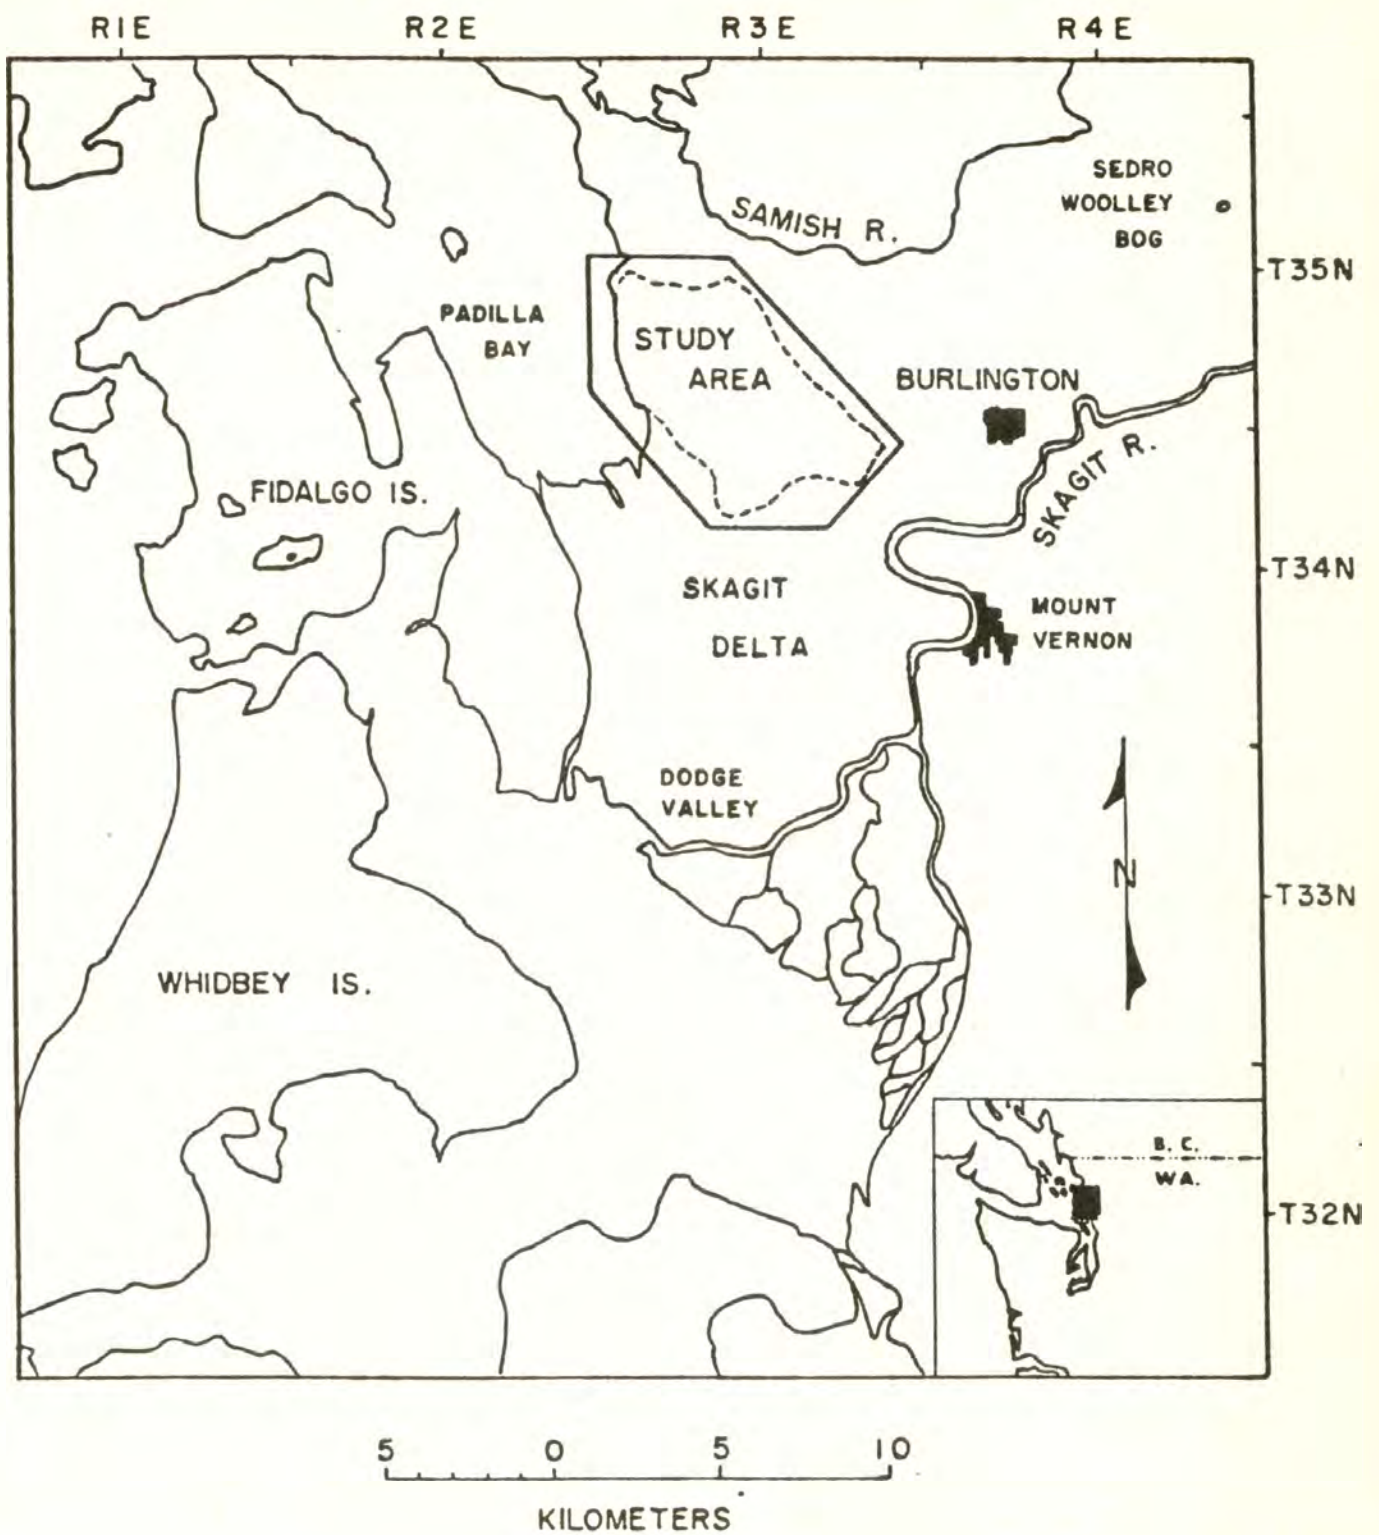 R1E R2E R3E R4E
SEDRO
WOOLLEY
BOG
SAMISH R.
T35N
PADILLA
BAY
STUDY
AREA
BURLINGTON
SKAGIT R.
FIDALGO IS.
T34N
SKAGIT
DELTA
MOUNT
VERNON
DODGE
VALLEY
N
T33N
WHIDBEY IS.
B. C.
WA.
T32N
5 0 5 10
KILOMETERS